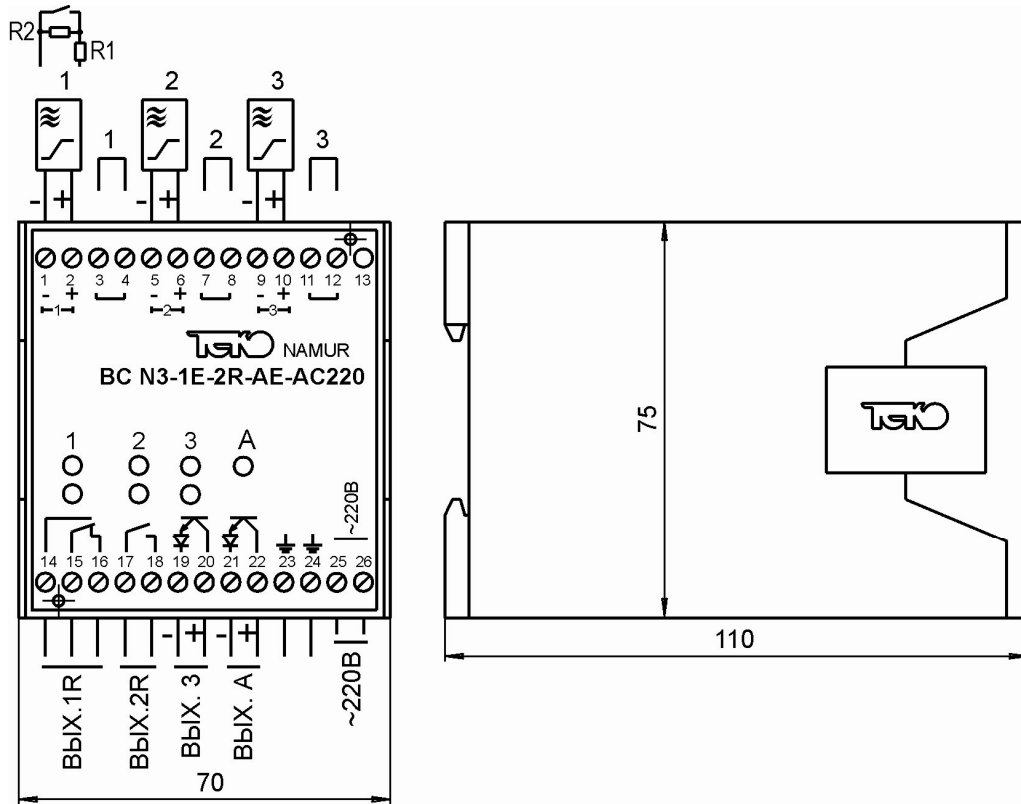 R2
R1
1 2 3
1 2 3
- + - + - +
1 2 3 4 5 6 7 8 9 10 11 12 13
- + - + - +
1 2 3
ТЕКО NAMUR
ВС N3-1E-2R-AE-AC220
1 2 3 А
~220В
14 15 16 17 18 19 20 21 22 23 24 25 26
- + - +
ВЫХ.1R
ВЫХ.2R
ВЫХ. 3
ВЫХ. А
~220В
70
75
ТЕКО
110